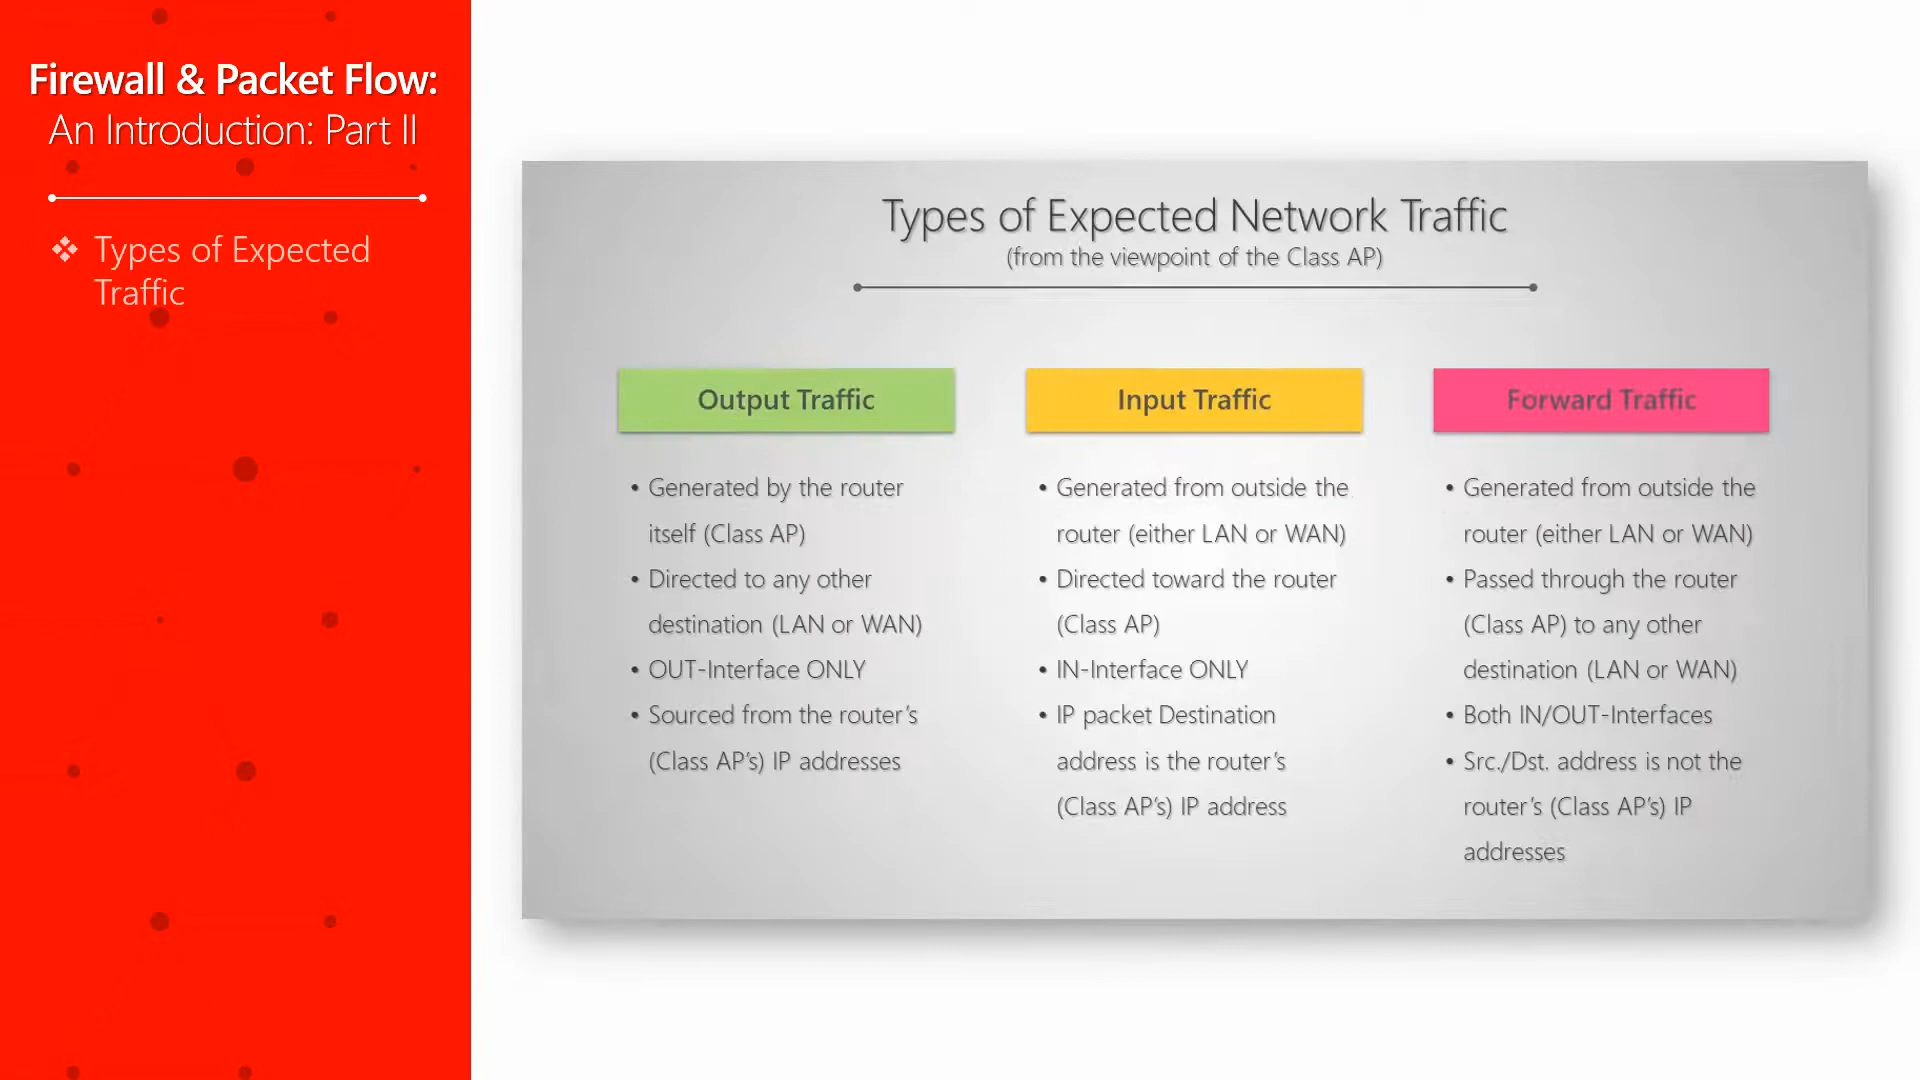 Firewall & Packet Flow:
An Introduction: Part II
❖ Types of Expected
Traffic
Types of Expected Network Traffic
(from the viewpoint of the Class AP)
Output Traffic
• Generated by the router
itself (Class AP)
• Directed to any other
destination (LAN or WAN)
• OUT-Interface ONLY
• Sourced from the router's
(Class AP's) IP addresses
Input Traffic
• Generated from outside the
router (either LAN or WAN)
• Directed toward the router
(Class AP)
• IN-Interface ONLY
• IP packet Destination
address is the router's
(Class AP's) IP address
Forward Traffic
• Generated from outside the
router (either LAN or WAN)
• Passed through the router
(Class AP) to any other
destination (LAN or WAN)
• Both IN/OUT-Interfaces
• Src./Dst. address is not the
router's (Class AP's) IP
addresses